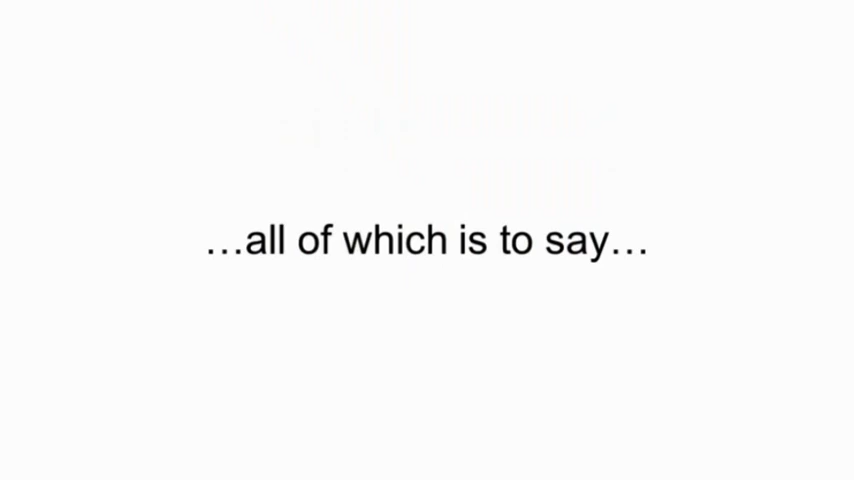 …all of which is to say…